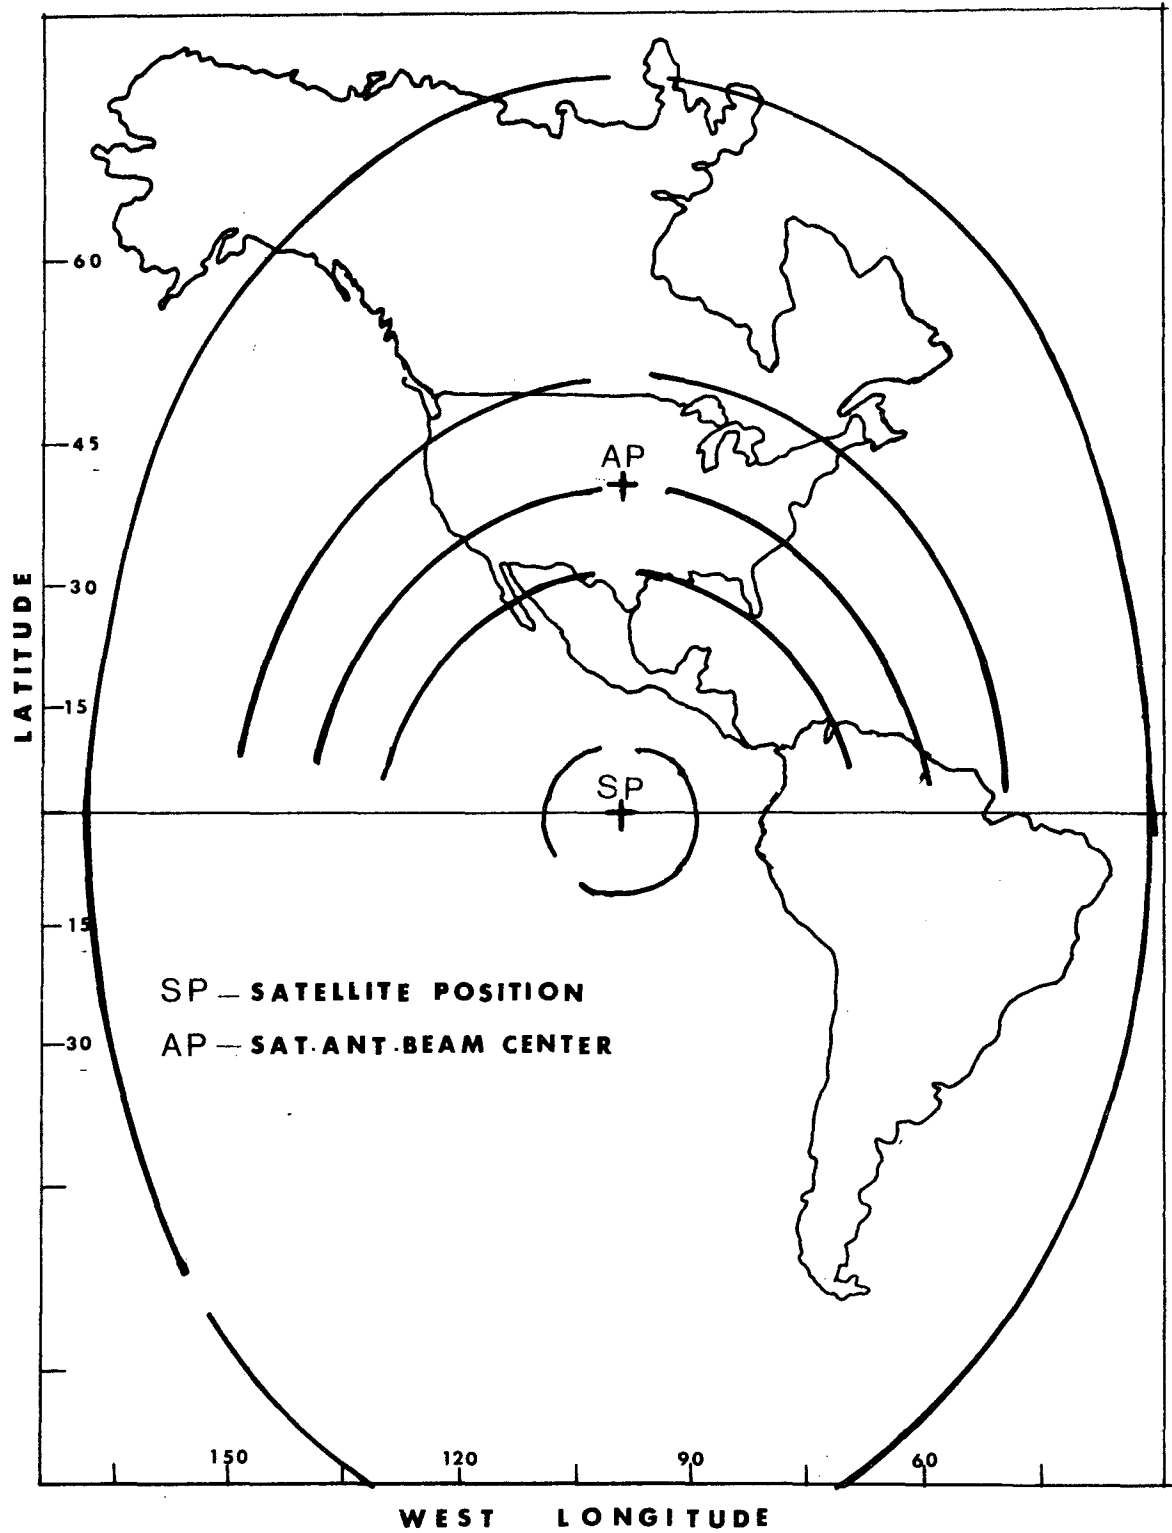 60
45
AP
30
LATITUDE
15
SP
15
SP – SATELLITE POSITION
30
AP – SAT.ANT.BEAM CENTER
150 120 90 60
WEST LONGITUDE